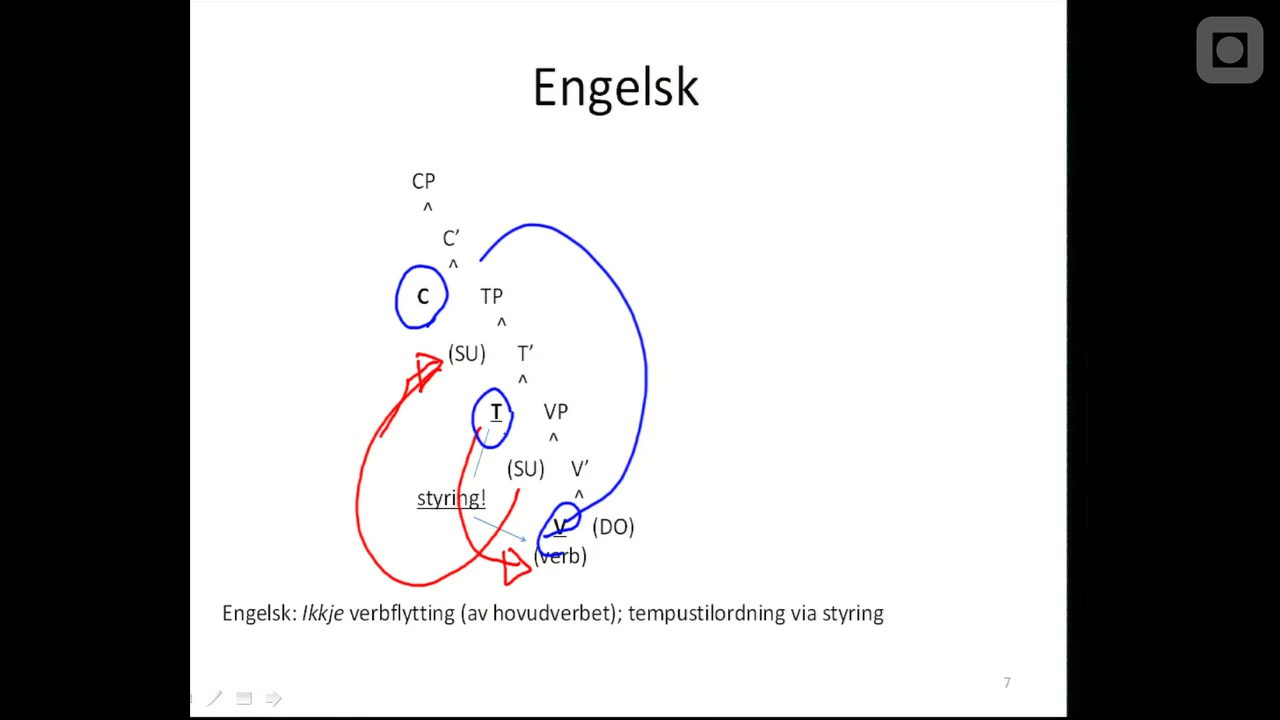 Engelsk
CP
^
C’
^
C TP
^
(SU) T’
^
T VP
^
(SU) V’
styring! ^
V (DO)
(verb)
Engelsk: Ikkje verbflytting (av hovudverbet); tempustilordning via styring
7